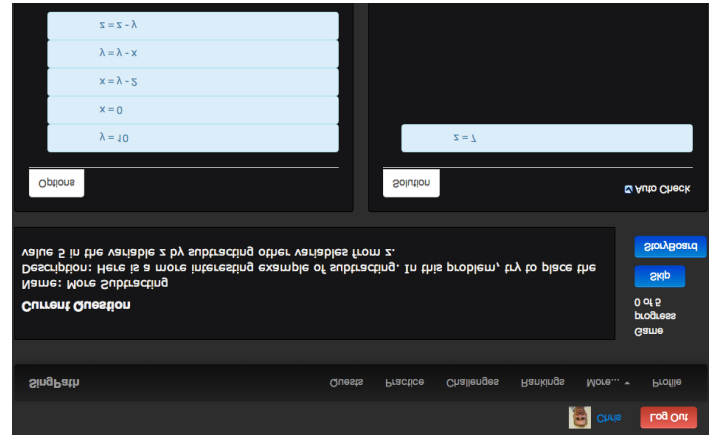 Chris
Log Out
SingPath
Quests
Practice
Challenges
Rankings
More...
Profile
Current Question
Name: More Subtracting
Description: Here is a more interesting example of subtracting. In this problem, try to place the
value 5 in the variable z by subtracting other variables from z.
Game
progress
0 of 5
Skip
StoryBoard
Options
y = 10
x = 0
x = y - 2
y = y - x
z = z - y
Solution
Auto Check
z = 7